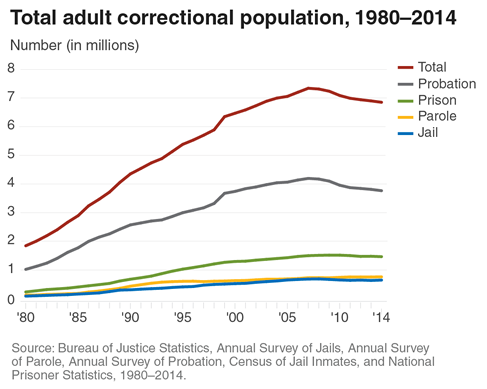 Total adult correctional population, 1980–2014
Number (in millions)
8
7
6
5
4
3
2
1
0
'80 '85 '90 '95 '00 '05 '10 '14
Total
Probation
Prison
Parole
Jail
Source: Bureau of Justice Statistics, Annual Survey of Jails, Annual Survey
of Parole, Annual Survey of Probation, Census of Jail Inmates, and National
Prisoner Statistics, 1980–2014.